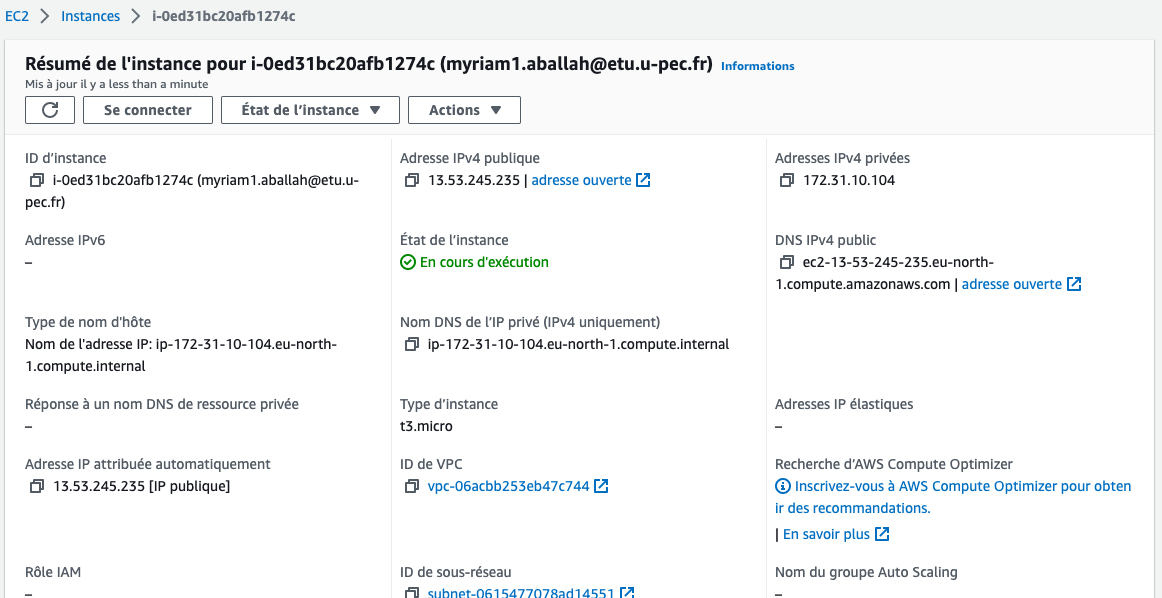 EC2 > Instances > i-0ed31bc20afb1274c
Résumé de l'instance pour i-0ed31bc20afb1274c (myriam1.aballah@etu.u-pec.fr) Informations
Mis à jour il y a less than a minute
Se connecter État de l'instance ▼ Actions ▼
ID d'instance
i-0ed31bc20afb1274c (myriam1.aballah@etu.u-
pec.fr)
Adresse IPv4 publique
13.53.245.235 | adresse ouverte
Adresses IPv4 privées
172.31.10.104
Adresse IPv6
–
État de l'instance
En cours d'exécution
DNS IPv4 public
ec2-13-53-245-235.eu-north-
1.compute.amazonaws.com | adresse ouverte
Type de nom d'hôte
Nom de l'adresse IP: ip-172-31-10-104.eu-north-
1.compute.internal
Nom DNS de l'IP privé (IPv4 uniquement)
ip-172-31-10-104.eu-north-1.compute.internal
Réponse à un nom DNS de ressource privée
–
Type d'instance
t3.micro
Adresses IP élastiques
–
Adresse IP attribuée automatiquement
13.53.245.235 [IP publique]
ID de VPC
vpc-06acbb253eb47c744
Recherche d'AWS Compute Optimizer
Inscrivez-vous à AWS Compute Optimizer pour obten
ir des recommandations.
| En savoir plus
Rôle IAM
–
ID de sous-réseau
subnet-0615477078ad14551
Nom du groupe Auto Scaling
–